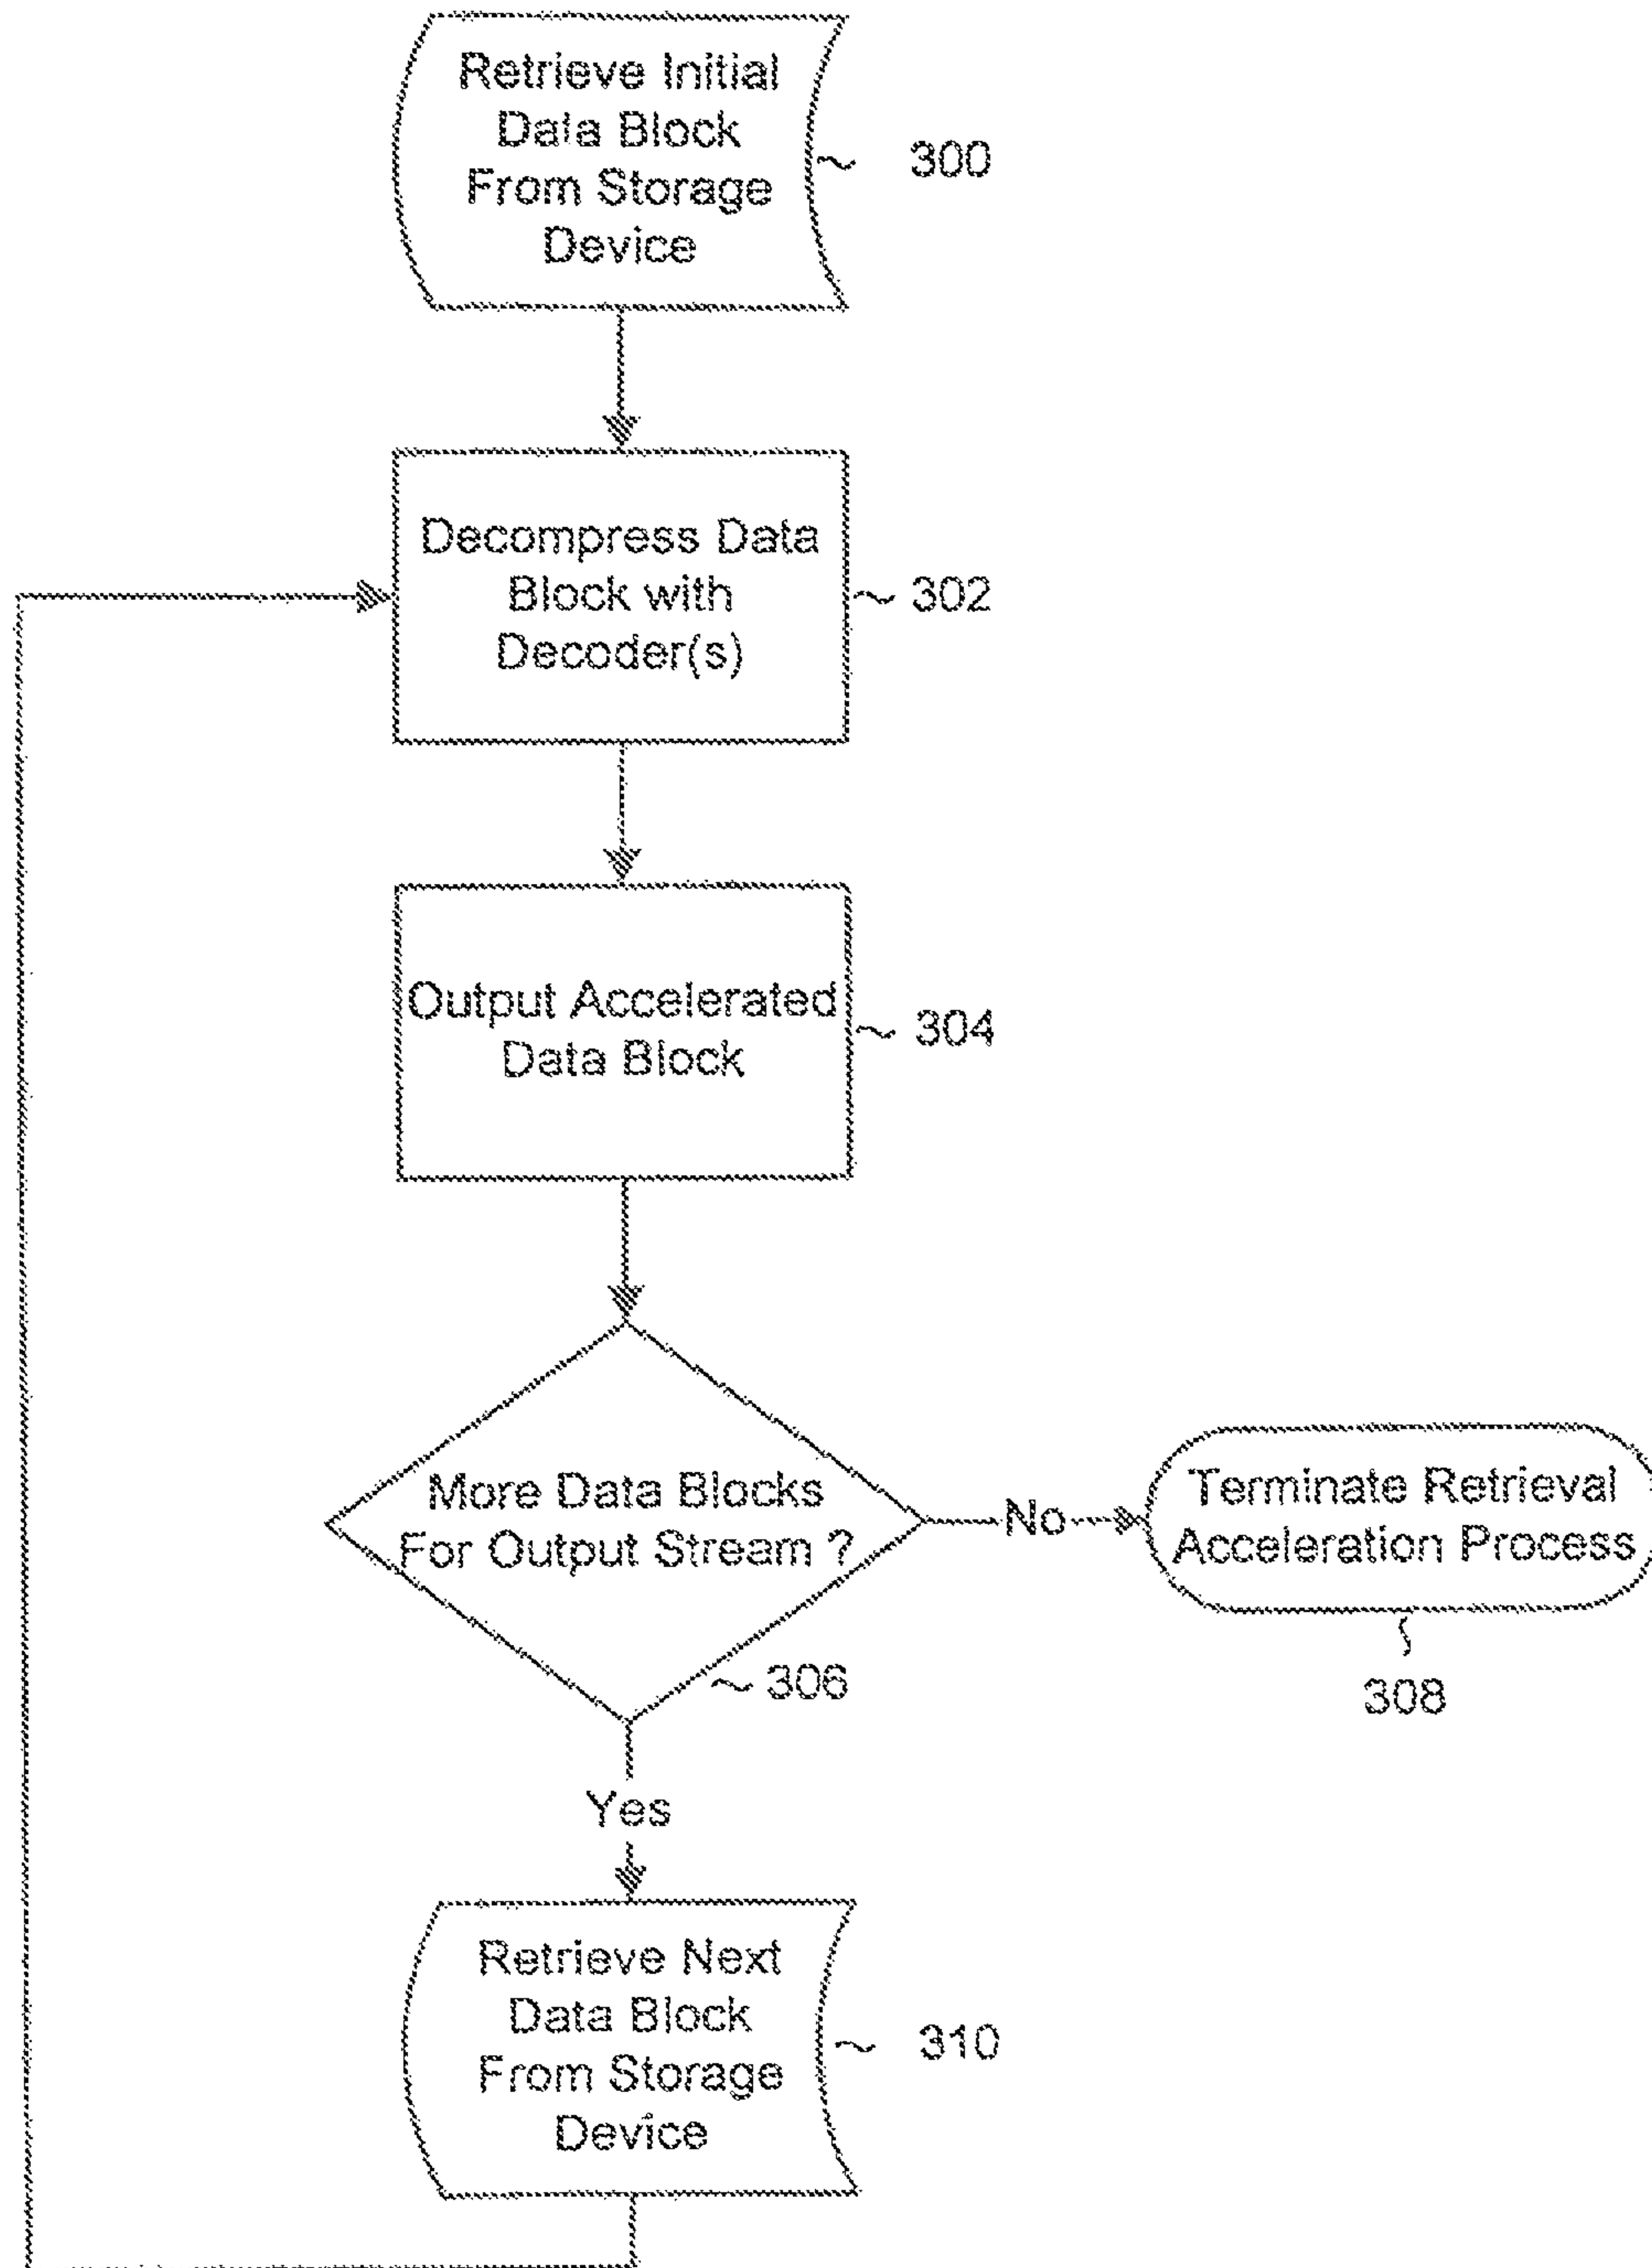 Retrieve Initial
Data Block
From Storage
Device
300
Decompress Data
Block with
Decoder(s)
302
Output Accelerated
Data Block
304
More Data Blocks
For Output Stream ?
306
No
Terminate Retrieval
Acceleration Process
308
Yes
Retrieve Next
Data Block
From Storage
Device
310